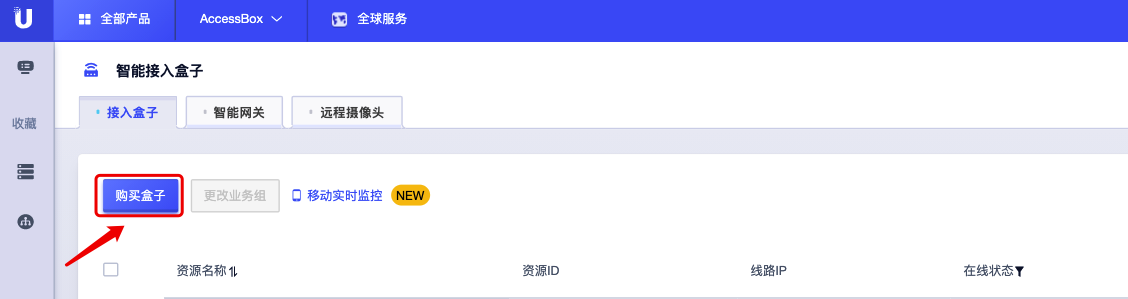 全部产品 AccessBox 全球服务
智能接入盒子
收藏
接入盒子 智能网关 远程摄像头
购买盒子 更改业务组 移动实时监控 NEW
资源名称 资源ID 线路IP 在线状态